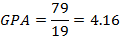 GPA = 79/19 = 4.16